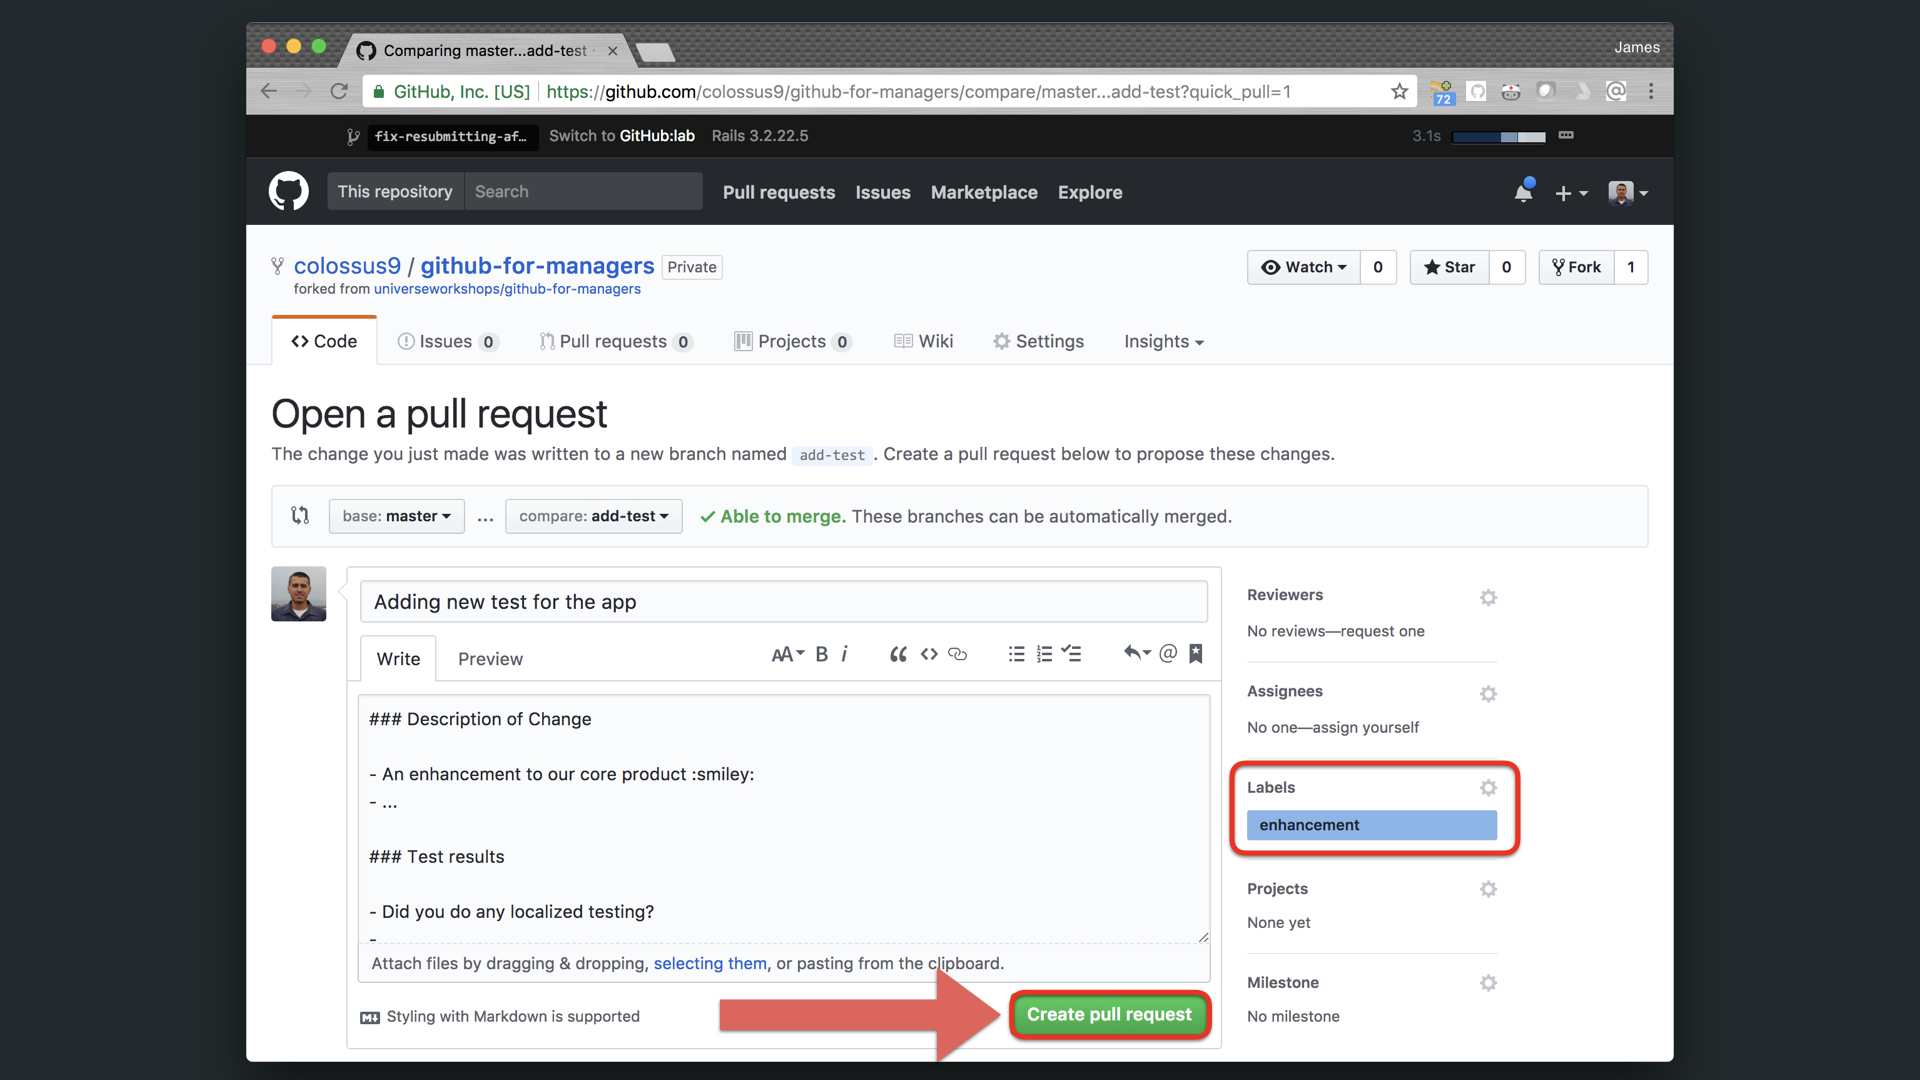 Comparing master...add-test
James
GitHub, Inc. [US] https://github.com/colossus9/github-for-managers/compare/master...add-test?quick_pull=1
72
fix-resubmitting-af… Switch to GitHub:lab Rails 3.2.22.5 3.1s
This repository Search Pull requests Issues Marketplace Explore
colossus9 / github-for-managers Private Watch 0 Star 0 Fork 1
forked from universeworkshops/github-for-managers
Code Issues 0 Pull requests 0 Projects 0 Wiki Settings Insights
Open a pull request
The change you just made was written to a new branch named add-test. Create a pull request below to propose these changes.
base: master ... compare: add-test Able to merge. These branches can be automatically merged.
Adding new test for the app
Write Preview AA B i
### Description of Change
- An enhancement to our core product :smiley:
- ...
### Test results
- Did you do any localized testing?
-
Attach files by dragging & dropping, selecting them, or pasting from the clipboard.
Styling with Markdown is supported
Create pull request
Reviewers
No reviews—request one
Assignees
No one—assign yourself
Labels
enhancement
Projects
None yet
Milestone
No milestone